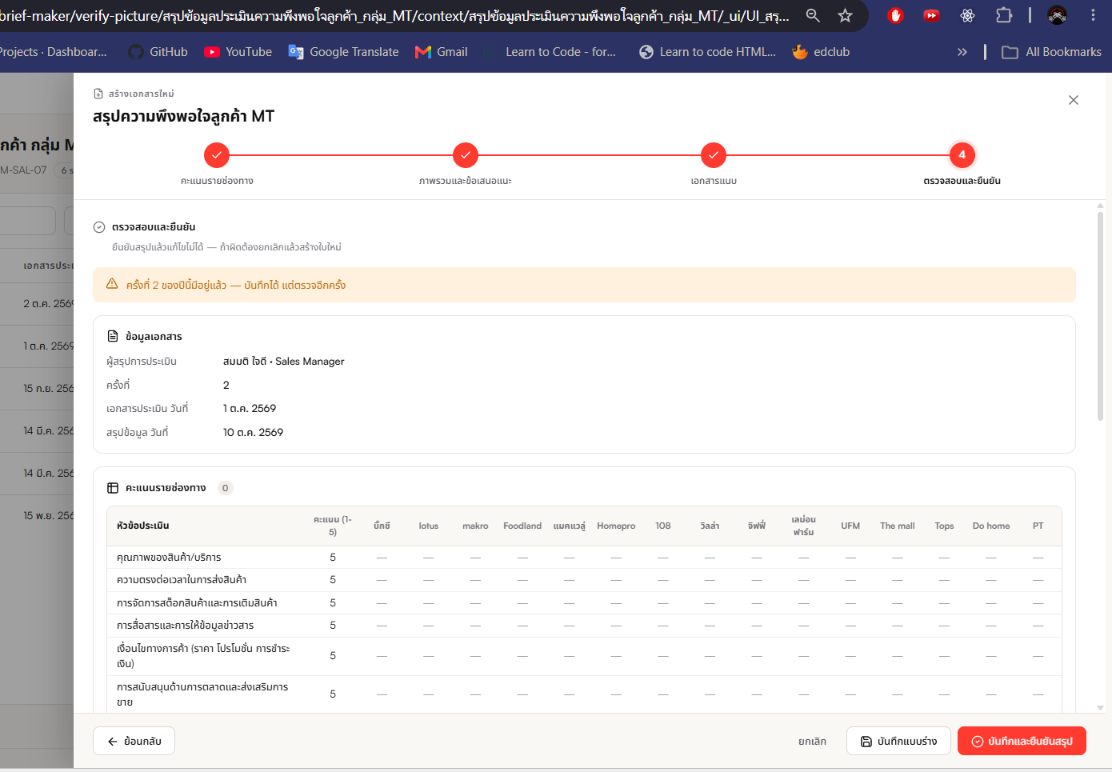 brief-maker/verify-picture/สรุปข้อมูลประเมินความพึงพอใจลูกค้า_กลุ่ม_MT/context/สรุปข้อมูลประเมินความพึงพอใจลูกค้า_กลุ่ม_MT/_ui/UI_สรุ...
Projects · Dashboar... GitHub YouTube Google Translate Gmail Learn to Code - for... Learn to code HTML... edclub » All Bookmarks
สร้างเอกสารใหม่
สรุปความพึงพอใจลูกค้า MT
กค้า กลุ่ม M
M-SAL-07 6 ร
4
คะแนนรายช่องทาง ภาพรวมและข้อเสนอแนะ เอกสารแนบ ตรวจสอบและยืนยัน
ตรวจสอบและยืนยัน
ยืนยันสรุปแล้วแก้ไขไม่ได้ — ถ้าผิดต้องยกเลิกแล้วสร้างใบใหม่
ครั้งที่ 2 ของปีนี้มีอยู่แล้ว — บันทึกได้ แต่ตรวจอีกครั้ง
เอกสารประเ
2 ต.ค. 2569
1 ต.ค. 2569
15 ก.ย. 256
14 มี.ค. 256
14 มี.ค. 256
15 พ.ย. 256
ข้อมูลเอกสาร
ผู้สรุปการประเมิน สมมติ ใจดี · Sales Manager
ครั้งที่ 2
เอกสารประเมิน วันที่ 1 ต.ค. 2569
สรุปข้อมูล วันที่ 10 ต.ค. 2569
คะแนนรายช่องทาง 0
หัวข้อประเมิน คะแนน (1-5) บิ๊กซี lotus makro Foodland แมคแวลู่ Homepro 108 วิลล่า จิฟฟี่ เลม่อนฟาร์ม UFM The mall Tops Do home PT
คุณภาพของสินค้า/บริการ 5 — — — — — — — — — — — — — — —
ความตรงต่อเวลาในการส่งสินค้า 5 — — — — — — — — — — — — — — —
การจัดการสต็อกสินค้าและการเติมสินค้า 5 — — — — — — — — — — — — — — —
การสื่อสารและการให้ข้อมูลข่าวสาร 5 — — — — — — — — — — — — — — —
เงื่อนไขทางการค้า (ราคา โปรโมชั่น การชำระ
เงิน) 5 — — — — — — — — — — — — — — —
การสนับสนุนด้านการตลาดและส่งเสริมการ
ขาย 5 — — — — — — — — — — — — — — —
ย้อนกลับ ยกเลิก บันทึกแบบร่าง บันทึกและยืนยันสรุป